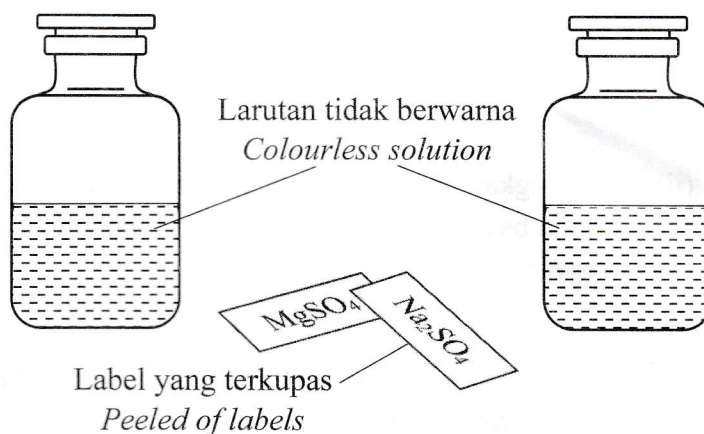 Larutan tidak berwarna
Colourless solution
MgSO₄
Na₂SO₄
Label yang terkupas
Peeled of labels